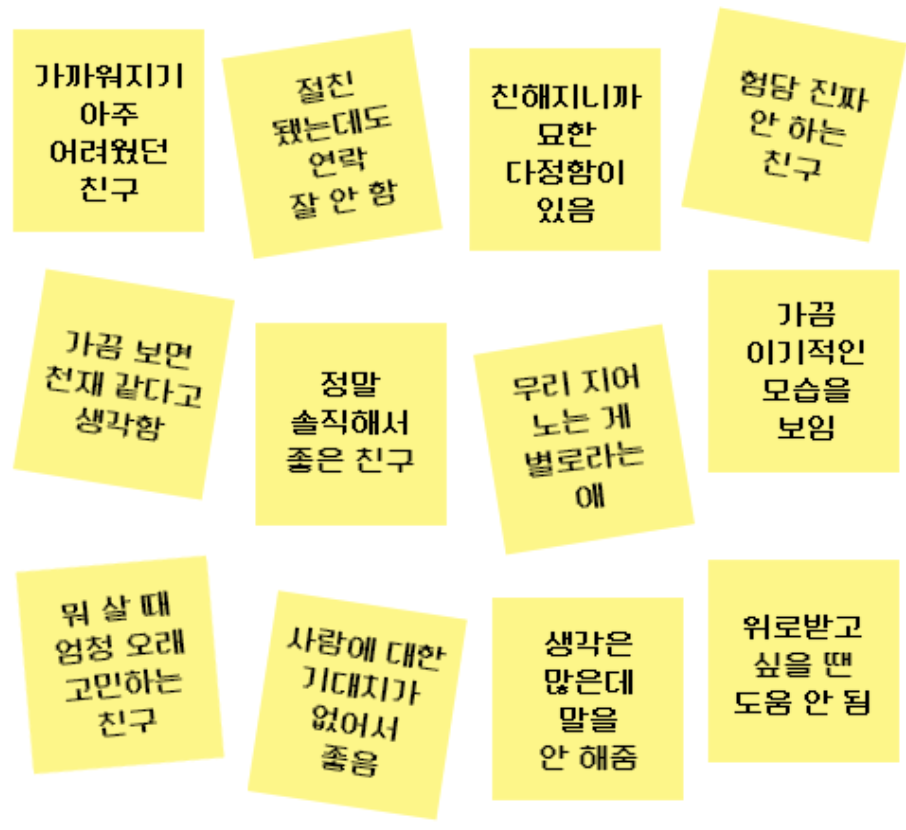 가까워지기
아주
어려웠던
친구
절친
됐는데도
연락
잘 안 함
친해지니까
묘한
다정함이
있음
험담 진짜
안 하는
친구
가끔 보면
천재 같다고
생각함
정말
솔직해서
좋은 친구
무리 지어
노는 게
별로라는
애
가끔
이기적인
모습을
보임
뭐 살 때
엄청 오래
고민하는
친구
사람에 대한
기대치가
없어서
좋음
생각은
많은데
말을
안 해줌
위로받고
싶을 땐
도움 안 됨